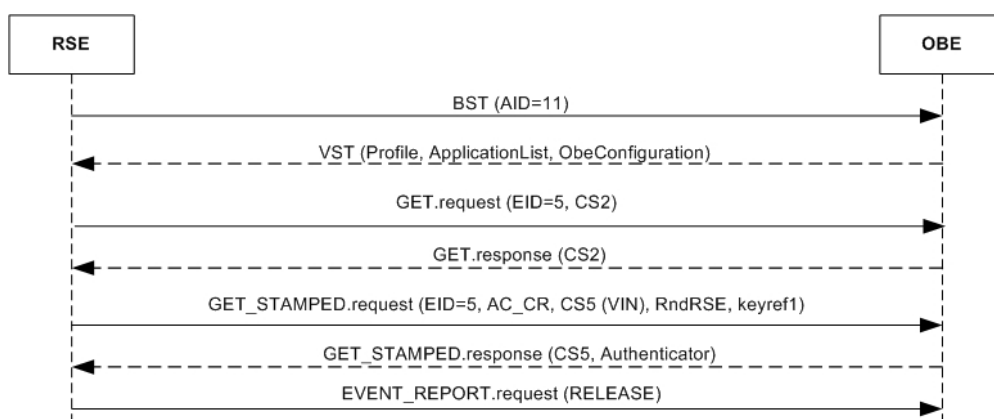 RSE
OBE
BST (AID=11)
VST (Profile, ApplicationList, ObeConfiguration)
GET.request (EID=5, CS2)
GET.response (CS2)
GET_STAMPED.request (EID=5, AC_CR, CS5 (VIN), RndRSE, keyref1)
GET_STAMPED.response (CS5, Authenticator)
EVENT_REPORT.request (RELEASE)